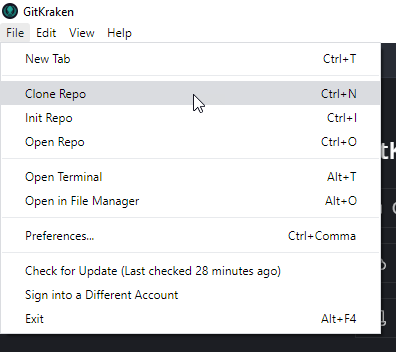 GitKraken
File Edit View Help
New Tab Ctrl+T
Clone Repo Ctrl+N
Init Repo Ctrl+I
Open Repo Ctrl+O
Open Terminal Alt+T
Open in File Manager Alt+O
Preferences... Ctrl+Comma
Check for Update (Last checked 28 minutes ago)
Sign into a Different Account
Exit Alt+F4